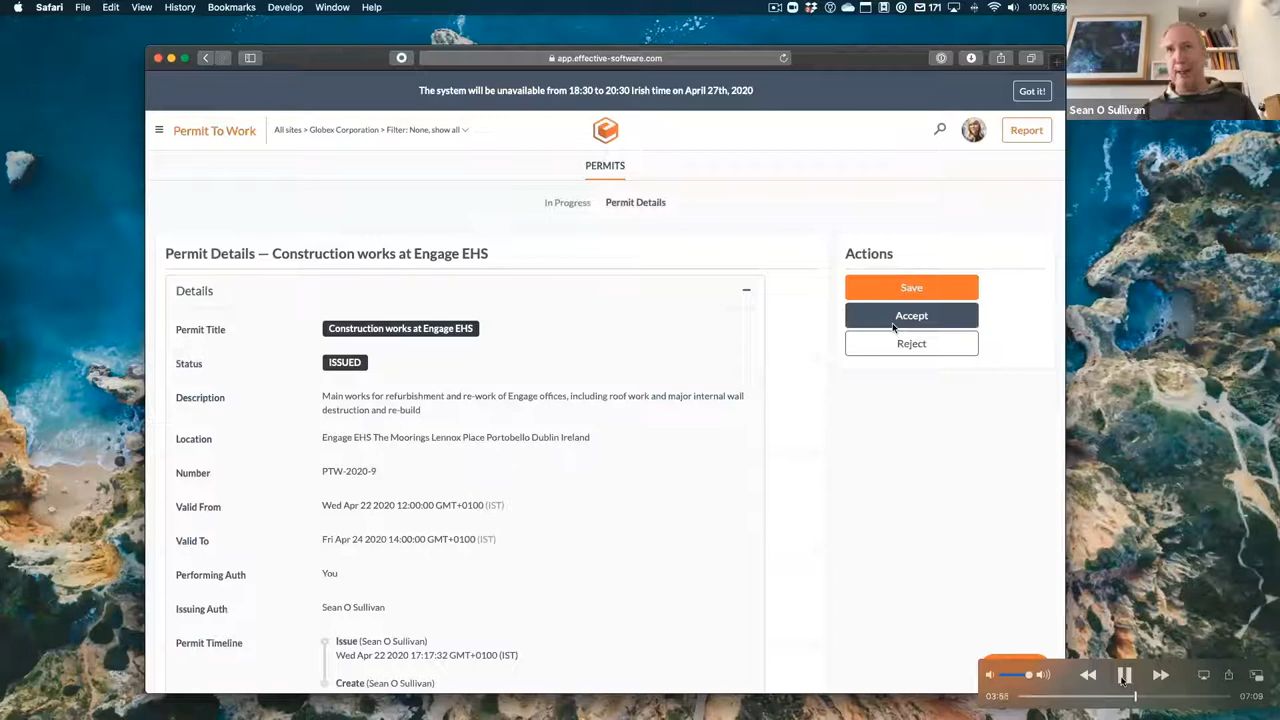 Safari File Edit View History Bookmarks Develop Window Help
171 100%
app.effective-software.com
Sean O Sullivan
The system will be unavailable from 18:30 to 20:30 Irish time on April 27th, 2020
Got it!
Permit To Work
All sites > Globex Corporation > Filter: None, show all
Report
PERMITS
In Progress Permit Details
Permit Details — Construction works at Engage EHS
Details
Permit Title Construction works at Engage EHS
Status ISSUED
Description Main works for refurbishment and re-work of Engage offices, including roof work and major internal wall
destruction and re-build
Location Engage EHS The Moorings Lennox Place Portobello Dublin Ireland
Number PTW-2020-9
Valid From Wed Apr 22 2020 12:00:00 GMT+0100 (IST)
Valid To Fri Apr 24 2020 14:00:00 GMT+0100 (IST)
Performing Auth You
Issuing Auth Sean O Sullivan
Permit Timeline Issue (Sean O Sullivan)
Wed Apr 22 2020 17:17:32 GMT+0100 (IST)
Create (Sean O Sullivan)
Actions
Save
Accept
Reject
07:09